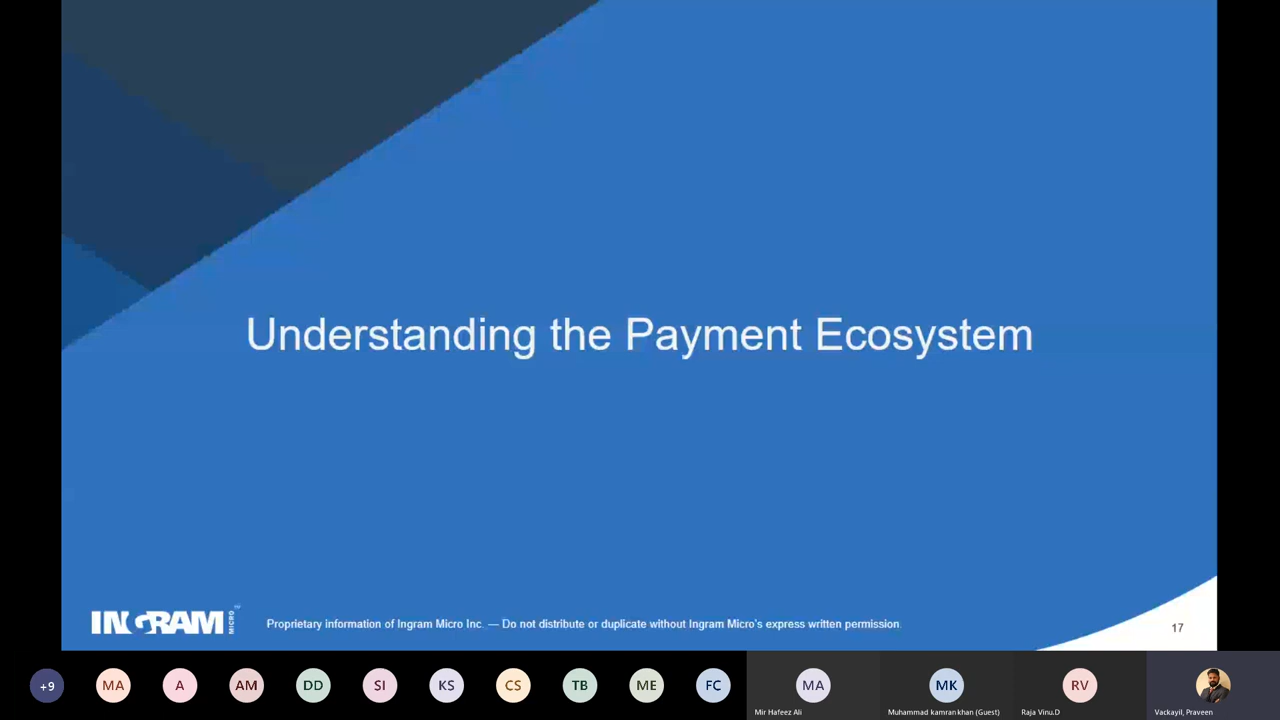 Understanding the Payment Ecosystem
INGRAM MICRO
Proprietary information of Ingram Micro Inc. — Do not distribute or duplicate without Ingram Micro's express written permission.
17
+9 MA A AM DD SI KS CS TB ME FC MA MK RV
Mir Hafeez Ali
Muhammad kamran khan (Guest)
Raja Vinu.D
Vackayil, Praveen